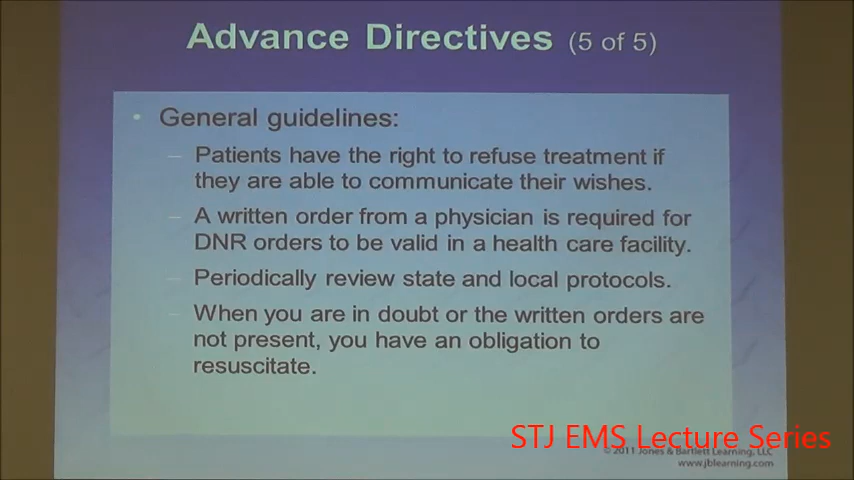 Advance Directives (5 of 5)
• General guidelines:
– Patients have the right to refuse treatment if
they are able to communicate their wishes.
– A written order from a physician is required for
DNR orders to be valid in a health care facility.
– Periodically review state and local protocols.
– When you are in doubt or the written orders are
not present, you have an obligation to
resuscitate.
STJ EMS Lecture Series
© 2011 Jones & Bartlett Learning, LLC
www.jblearning.com